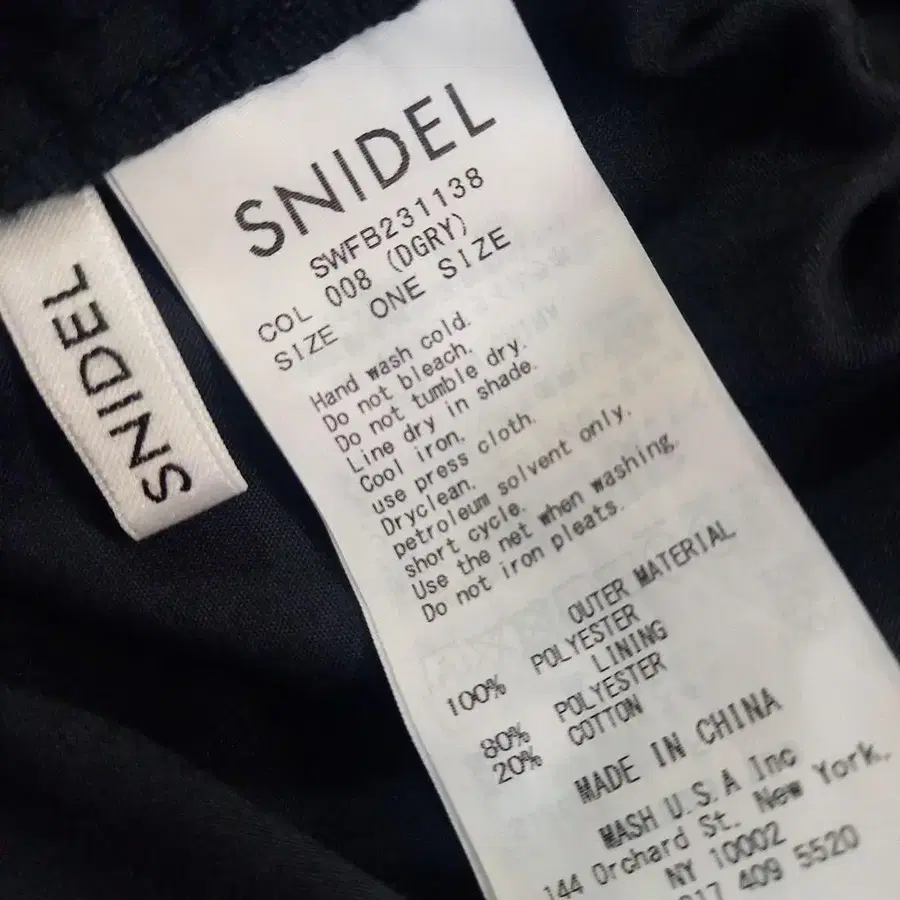 SNIDEL
SNIDEL
SWFB231138
COL 008 (DGRY)
SIZE ONE SIZE
Hand wash cold.
Do not bleach.
Do not tumble dry.
Line dry in shade.
Cool iron.
use press cloth.
Dryclean.
petroleum solvent only.
short cycle.
Use the net when washing.
Do not iron pleats.
OUTER MATERIAL
100% POLYESTER
LINING
80% POLYESTER
20% COTTON
MADE IN CHINA
MASH U.S.A Inc
144 Orchard St. New York,
NY 10002
409 5520